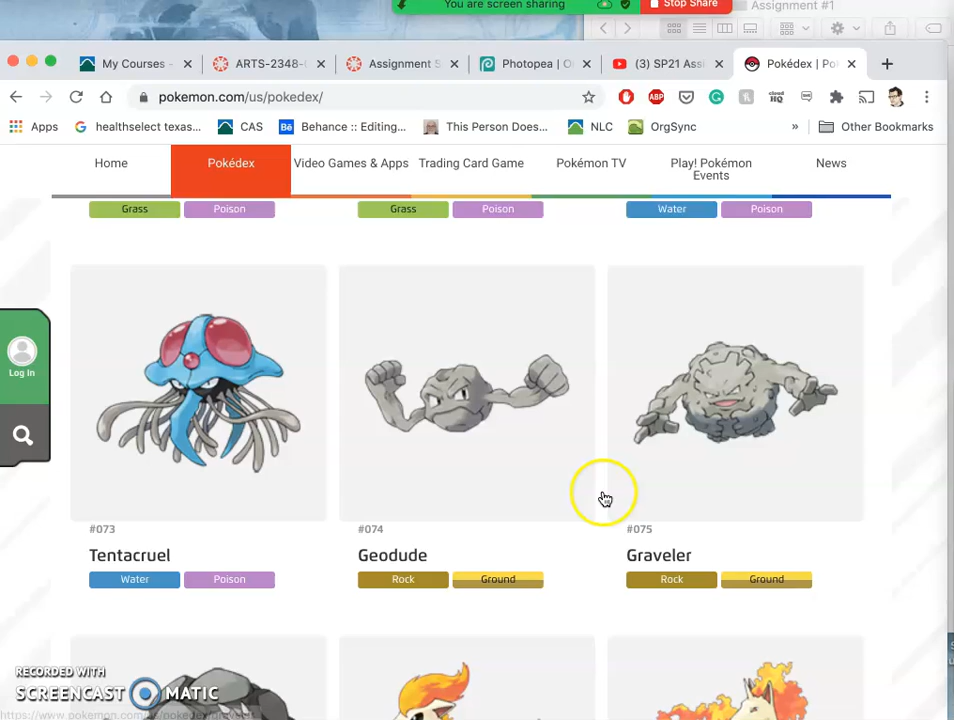 You are screen sharing Stop Share Assignment #1
My Courses - ARTS-2348- Assignment S Photopea | O (3) SP21 Assi Pokédex | Pok
pokemon.com/us/pokedex/
Apps healthselect texas... CAS Behance :: Editing... This Person Does... NLC OrgSync » Other Bookmarks
Home Pokédex Video Games & Apps Trading Card Game Pokémon TV Play! Pokémon Events News
Grass Poison Grass Poison Water Poison
Log In
#073 #074 #075
Tentacruel Geodude Graveler
Water Poison Rock Ground Rock Ground
RECORDED WITH
SCREENCAST MATIC